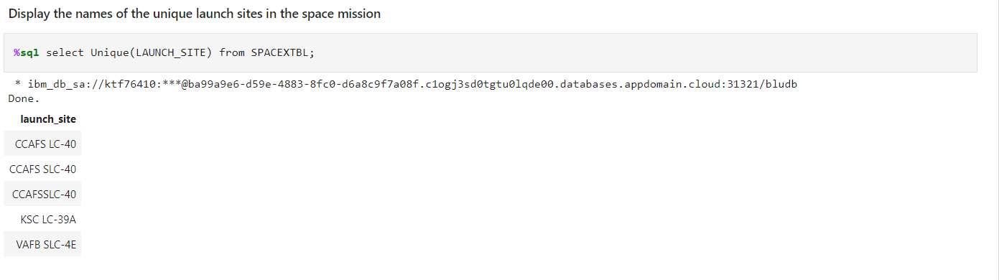 Display the names of the unique launch sites in the space mission
%sql select Unique(LAUNCH_SITE) from SPACEXTBL;
* ibm_db_sa://ktf76410:***@ba99a9e6-d59e-4883-8fc0-d6a8c9f7a08f.c1ogj3sd0tgtu0lqde00.databases.appdomain.cloud:31321/bludb
Done.
launch_site
CCAFS LC-40
CCAFS SLC-40
CCAFSSLC-40
KSC LC-39A
VAFB SLC-4E